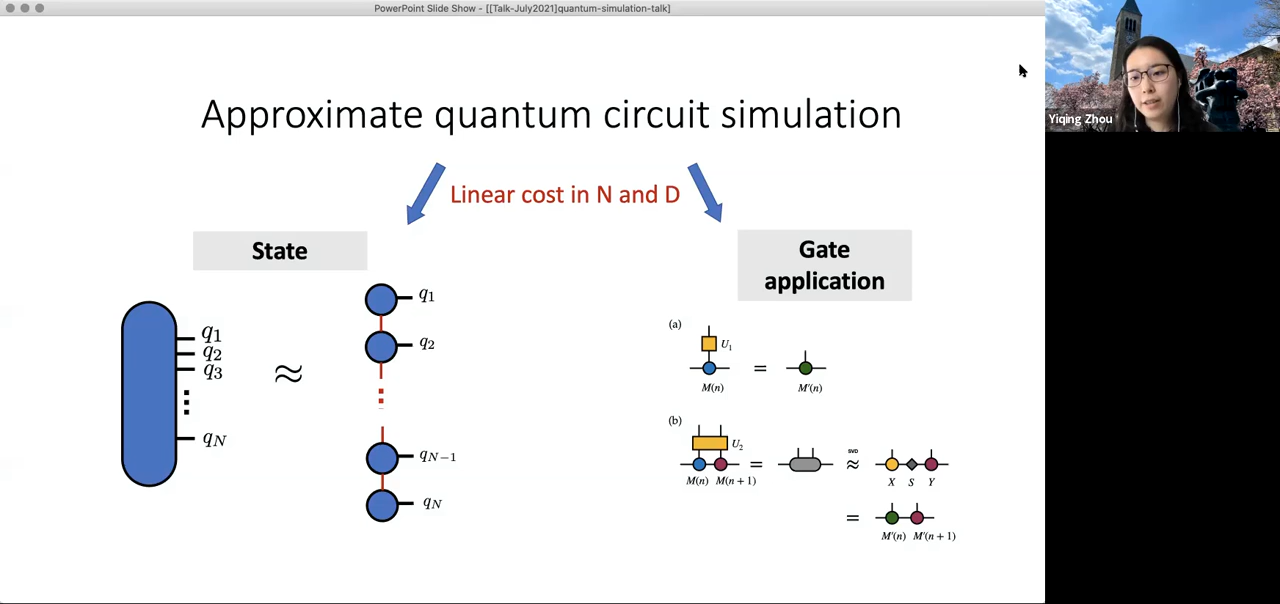 PowerPoint Slide Show - [[Talk-July2021]quantum-simulation-talk]
Yiqing Zhou
Approximate quantum circuit simulation
Linear cost in N and D
State
q1
q2
q3
⋮
qN
≈
q1
q2
⋮
qN−1
qN
Gate
application
(a)
U1
M(n)
=
M′(n)
(b)
U2
M(n) M(n + 1)
=
SVD
≈
X S Y
=
M′(n) M′(n + 1)